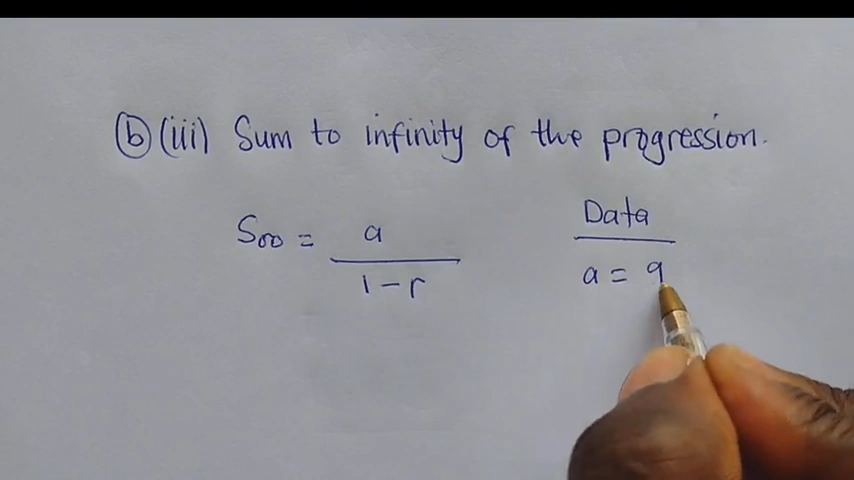 b (iii) Sum to infinity of the progression.
S∞ = a / 1 - r
Data
a = 9